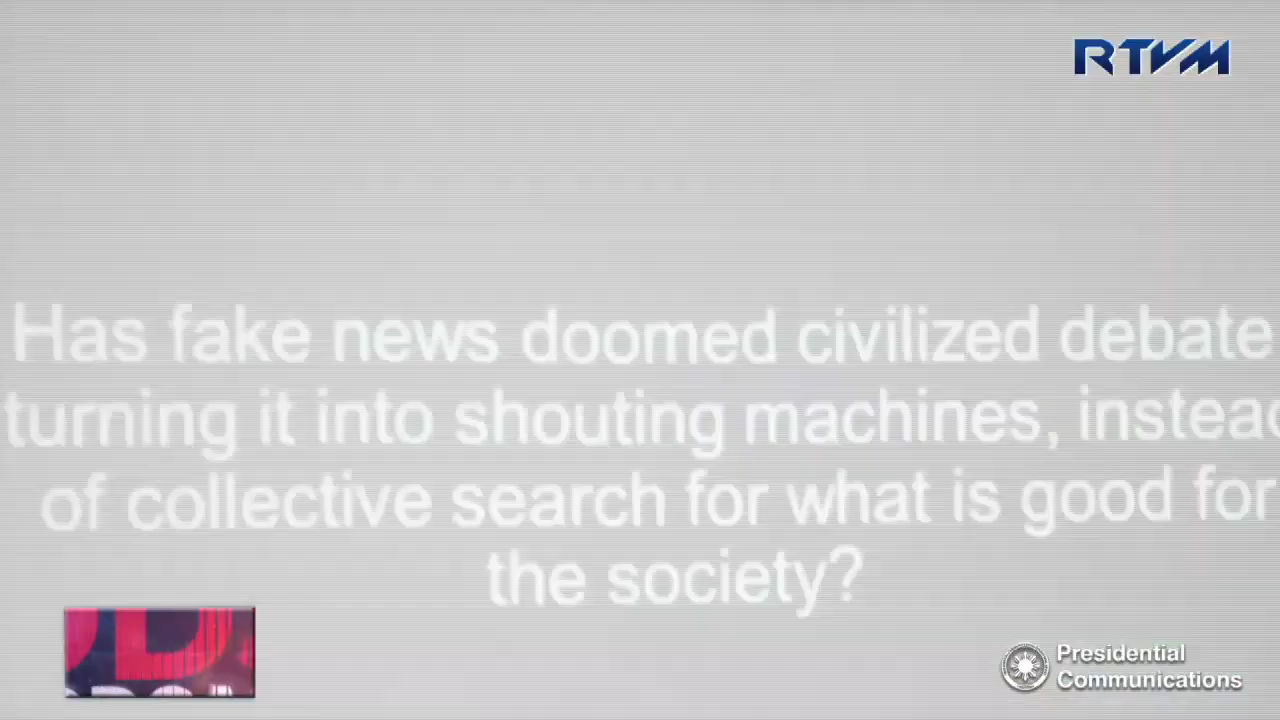 RTVM
Has fake news doomed civilized debate
turning it into shouting machines, instead
of collective search for what is good for
the society?
Presidential
Communications